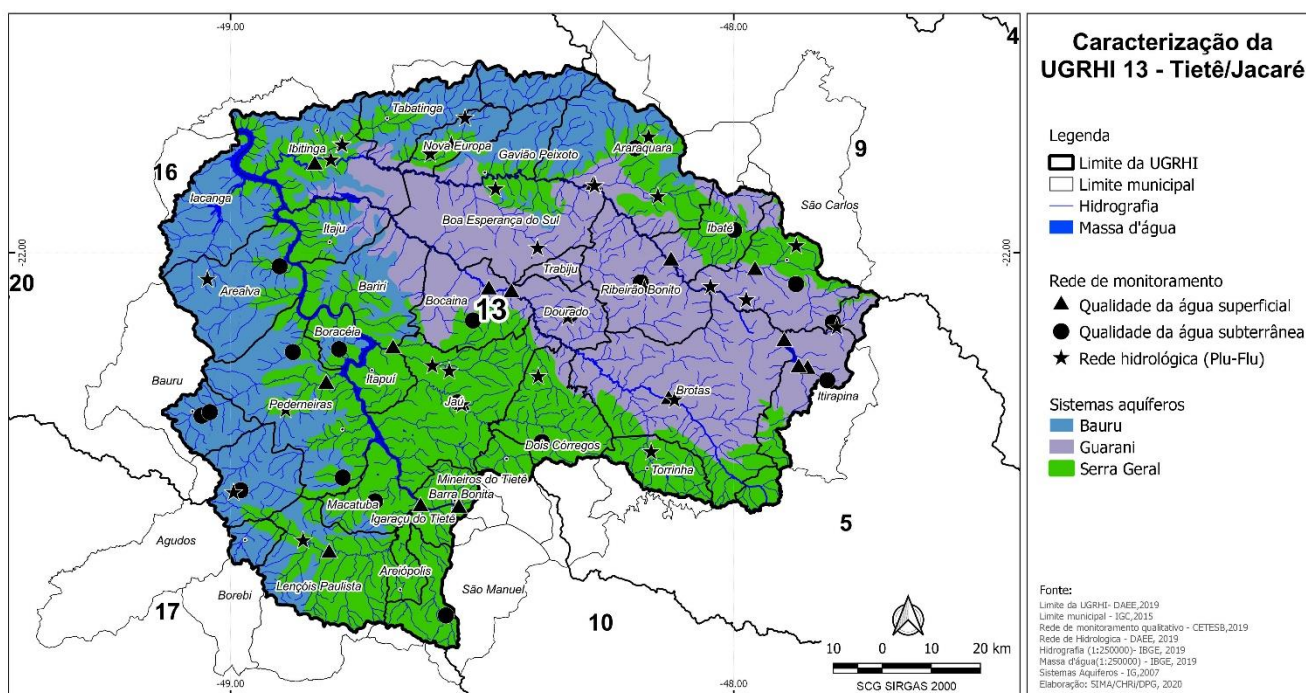 -49.00
-48.00
4
Caracterização da
UGRHI 13 - Tietê/Jacaré
Legenda
Limite da UGRHI
Limite municipal
Hidrografia
Massa d'água
Rede de monitoramento
Qualidade da água superficial
Qualidade da água subterrânea
Rede hidrológica (Plu-Flu)
Sistemas aquíferos
Bauru
Guarani
Serra Geral
Fonte:
Limite da UGRHI- DAEE,2019
Limite municipal - IGC,2015
Rede de monitoramento qualitativo - CETESB,2019
Rede de Hidrologica - DAEE, 2019
Hidrografia (1:250000)- IBGE, 2019
Massa d'água(1:250000) - IBGE, 2019
Sistemas Aquiferos - IG,2007
Elaboração: SIMA/CHRi/DPG, 2020
Tabatinga
Ibitinga
Nova Europa
Gavião Peixoto
Araraquara
9
16
Iacanga
São Carlos
Boa Esperança do Sul
Ibaté
Itaju
-22.00
-22.00
Trabiju
20
Arealva
Bariri
Ribeirão Bonito
Bocaina
13
Dourado
Boracéia
Bauru
Itapuí
Pederneiras
Brotas
Itirapina
Jaú
Dois Córregos
Torrinha
Mineiros do Tietê
Barra Bonita
Macatuba
Igaraçu do Tietê
5
Agudos
Areiópolis
Lençóis Paulista
São Manuel
Borebi
17
10
10 0 10 20 km
SCG SIRGAS 2000
-49.00
-48.00